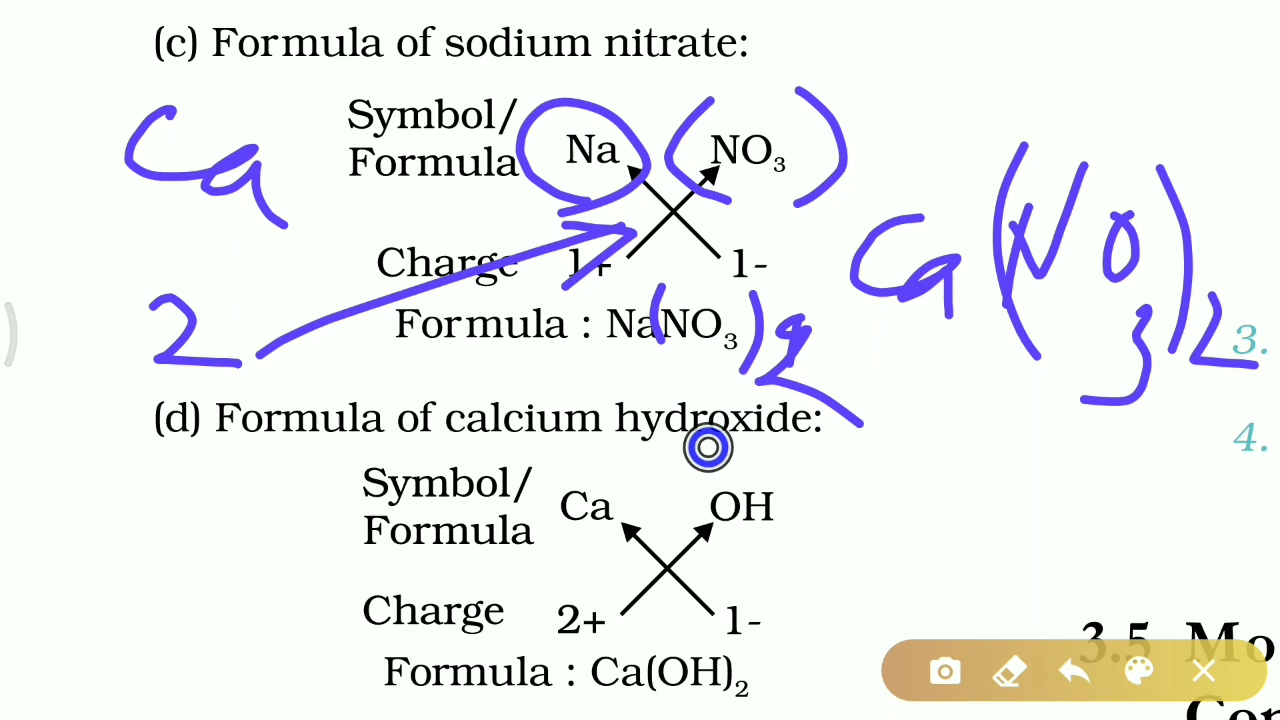 (c) Formula of sodium nitrate:
Ca
Symbol/
Formula
Na NO₃
Charge 1+ 1-
Formula : NaNO₃
( )2
2
Ca(NO3)2
3.
(d) Formula of calcium hydroxide:
4.
Symbol/
Formula
Ca OH
Charge 2+ 1-
Formula : Ca(OH)₂
3.5 Mo